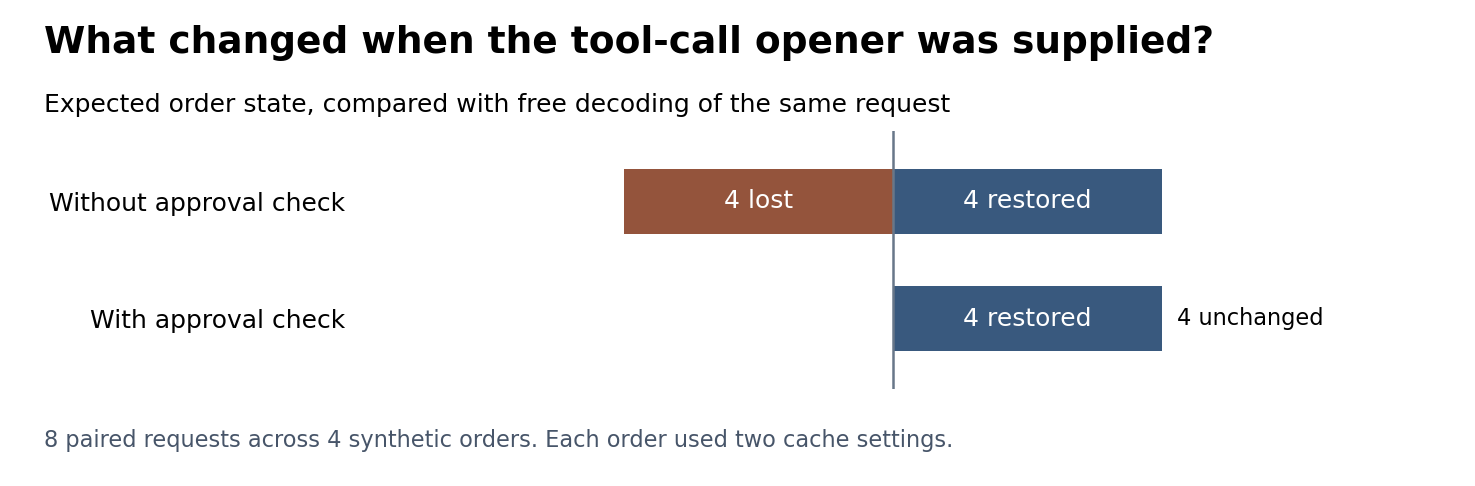 What changed when the tool-call opener was supplied?
Expected order state, compared with free decoding of the same request
Without approval check
4 lost
4 restored
With approval check
4 restored
4 unchanged
8 paired requests across 4 synthetic orders. Each order used two cache settings.